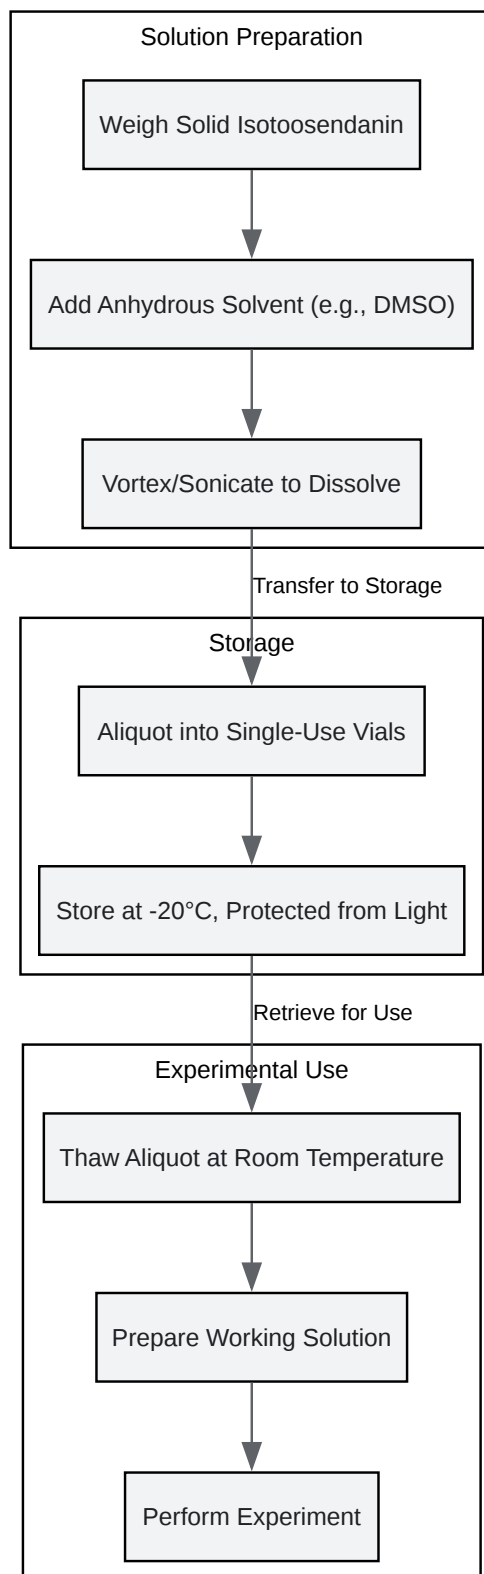 Solution Preparation
Weigh Solid Isotoosendanin
Add Anhydrous Solvent (e.g., DMSO)
Vortex/Sonicate to Dissolve
Transfer to Storage
Storage
Aliquot into Single-Use Vials
Store at -20°C, Protected from Light
Retrieve for Use
Experimental Use
Thaw Aliquot at Room Temperature
Prepare Working Solution
Perform Experiment